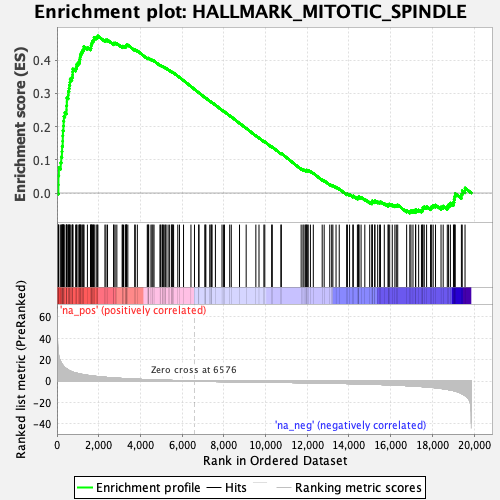 Enrichment plot: HALLMARK_MITOTIC_SPINDLE
Enrichment score (ES)
0.4
0.3
0.2
0.1
0.0
'na_pos' (positively correlated)
Ranked list metric (PreRanked)
60
40
20
0
-20
-40
Zero cross at 6576
'na_neg' (negatively correlated)
0
2,000
4,000
6,000
8,000
10,000
12,000
14,000
16,000
18,000
20,000
Rank in Ordered Dataset
Enrichment profile
Hits
Ranking metric scores